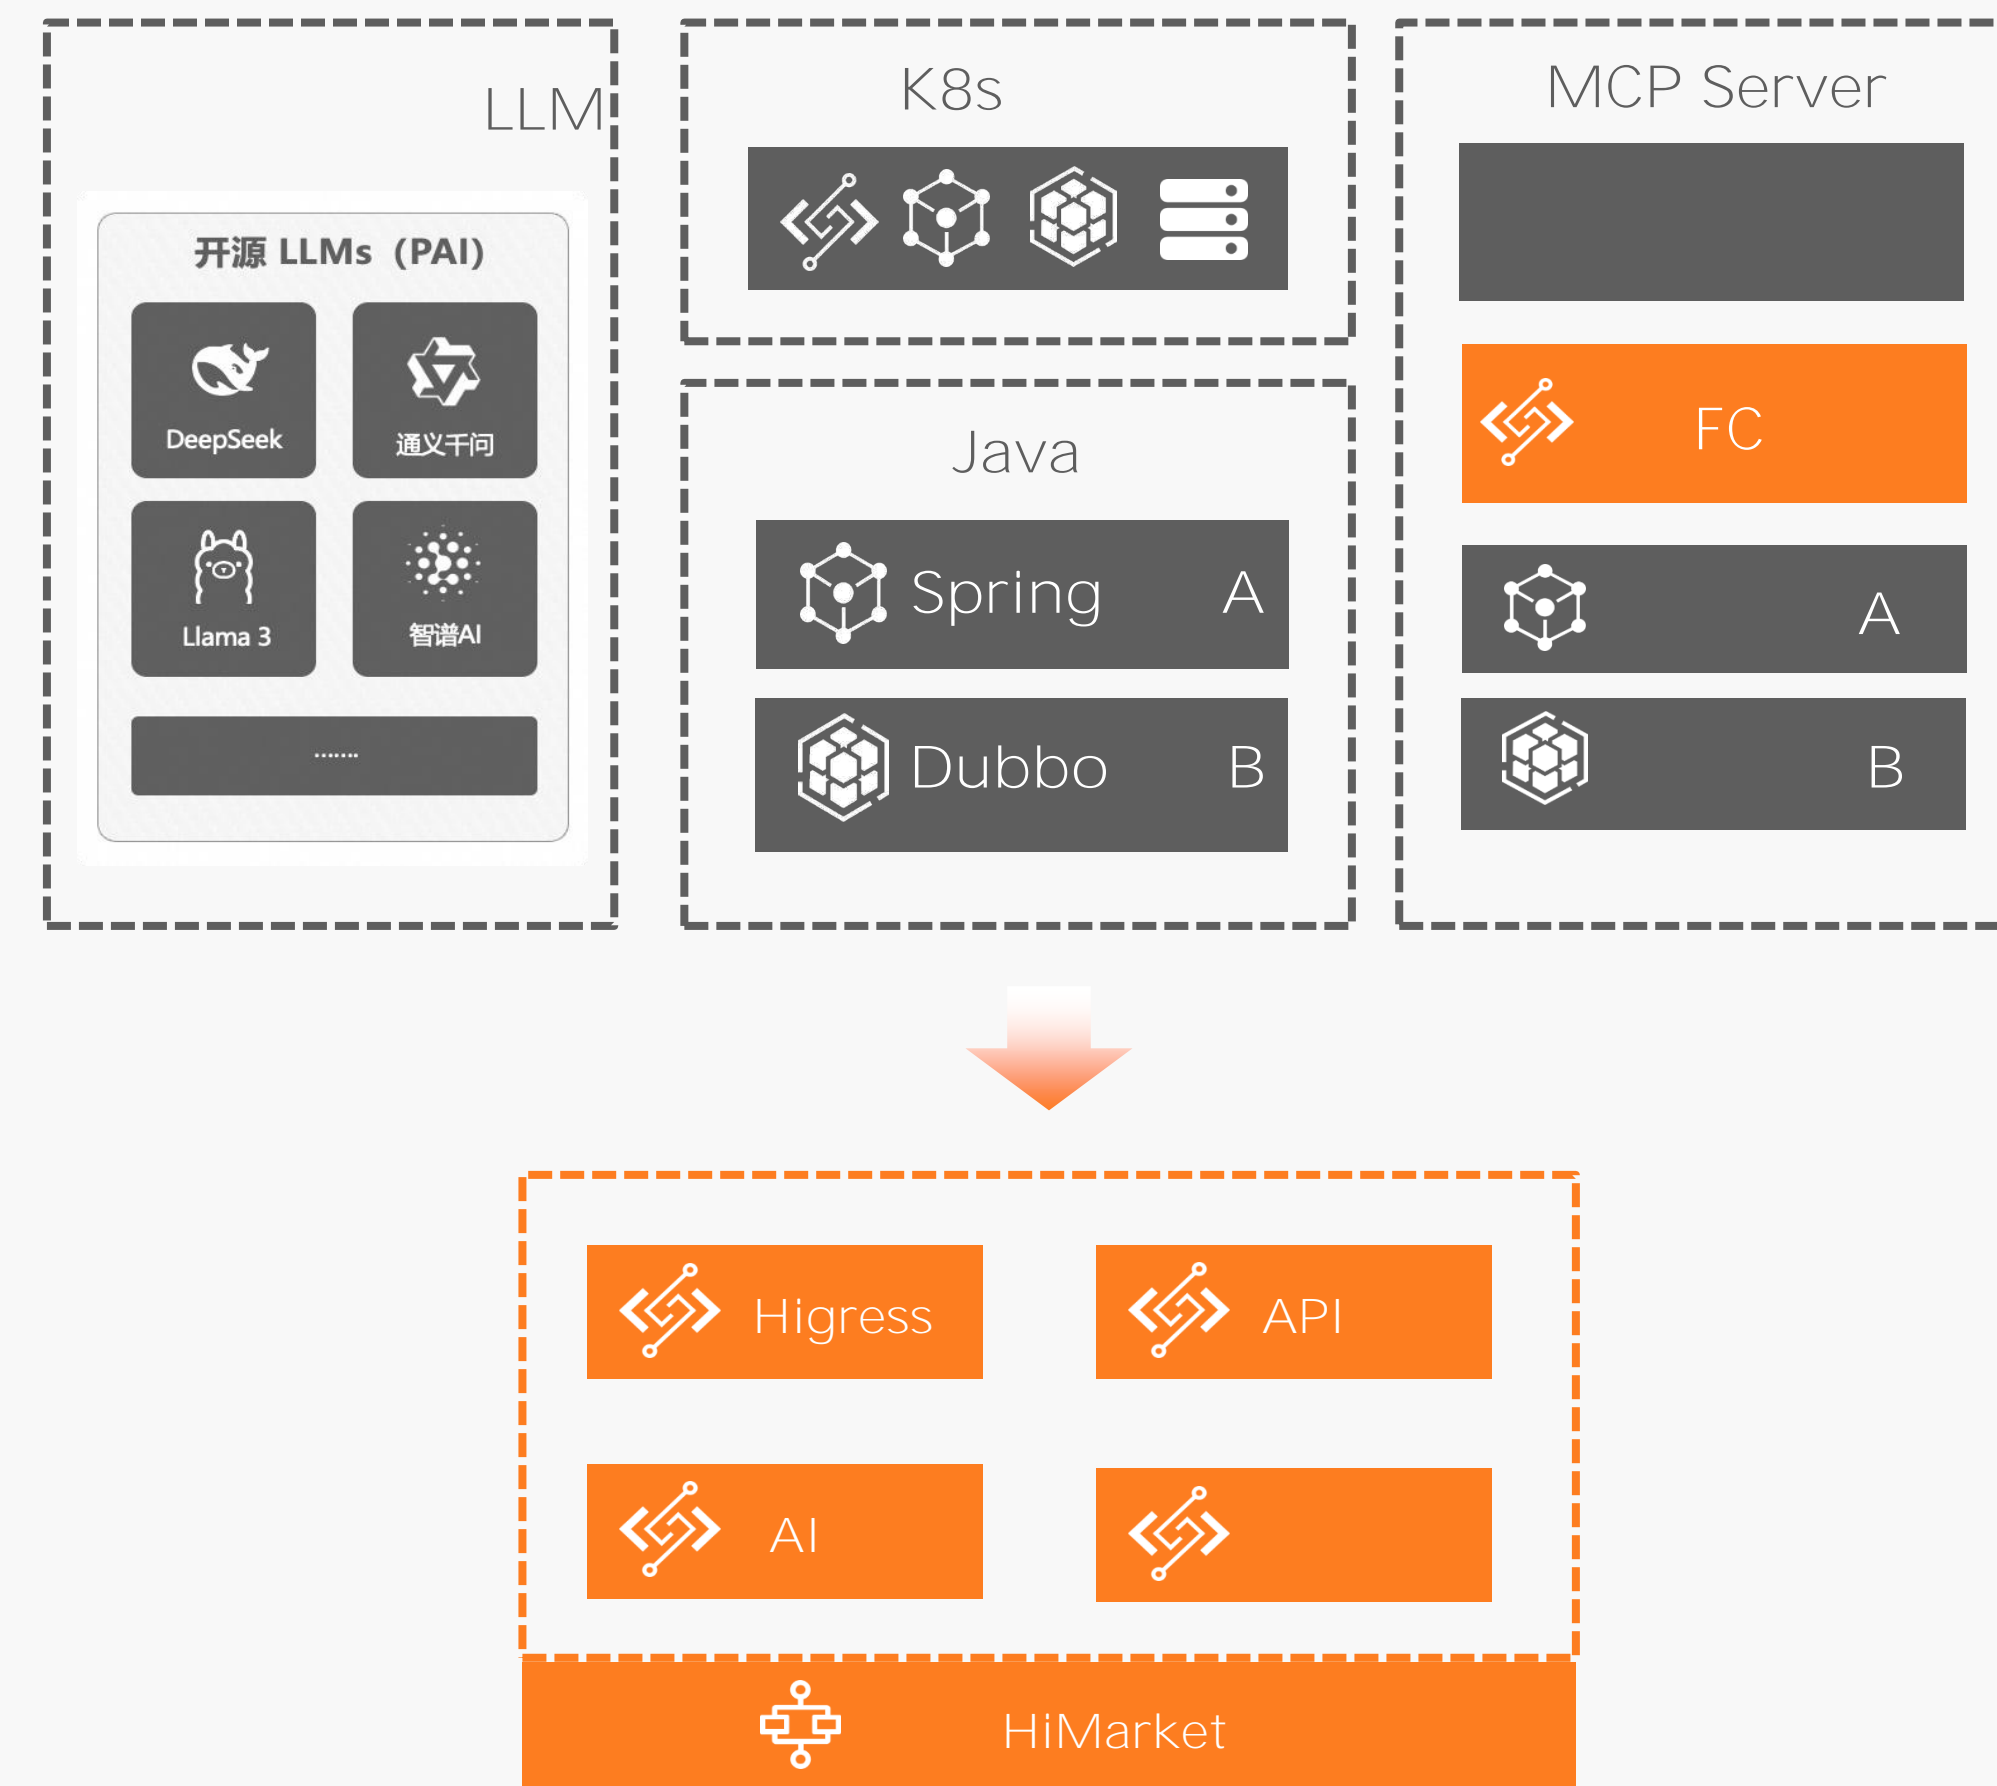 LLM
开源 LLMs（PAI）
DeepSeek
通义千问
Llama 3
智谱AI
.......
K8s
Java
Spring A
Dubbo B
MCP Server
FC
A
B
Higress
API
AI
HiMarket